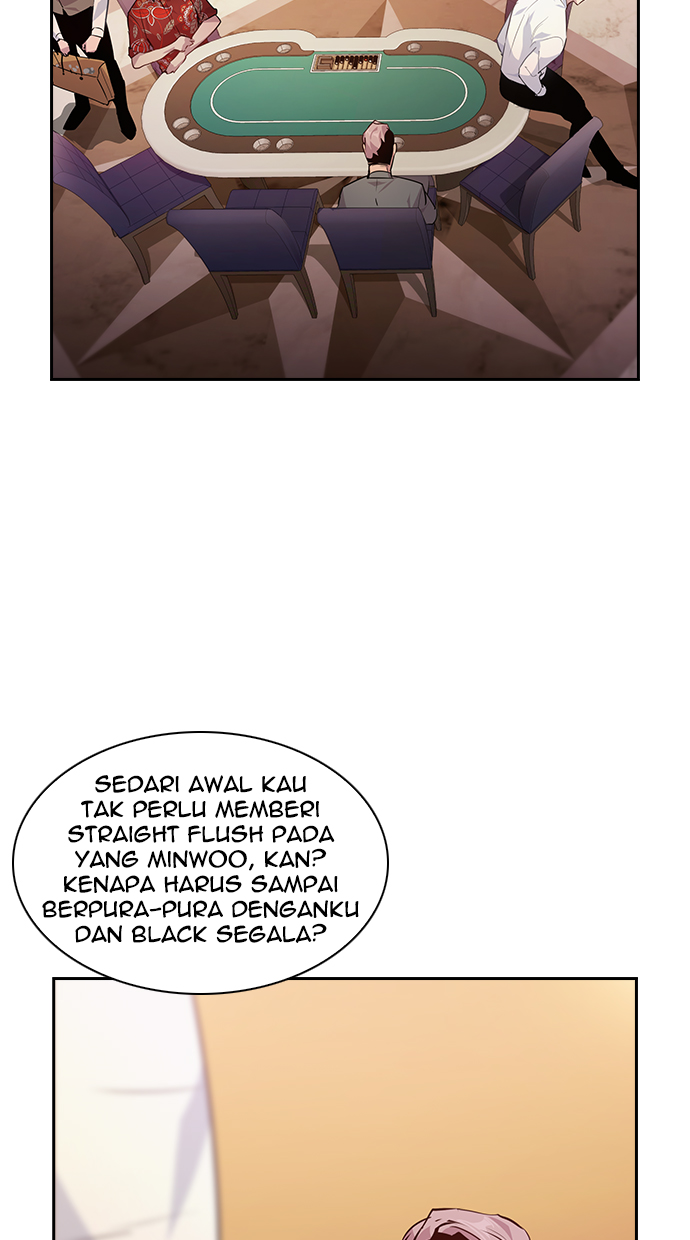 SEDARI AWAL KAU
TAK PERLU MEMBERI
STRAIGHT FLUSH PADA
YANG MINWOO, KAN?
KENAPA HARUS SAMPAI
BERPURA-PURA DENGANKU
DAN BLACK SEGALA?